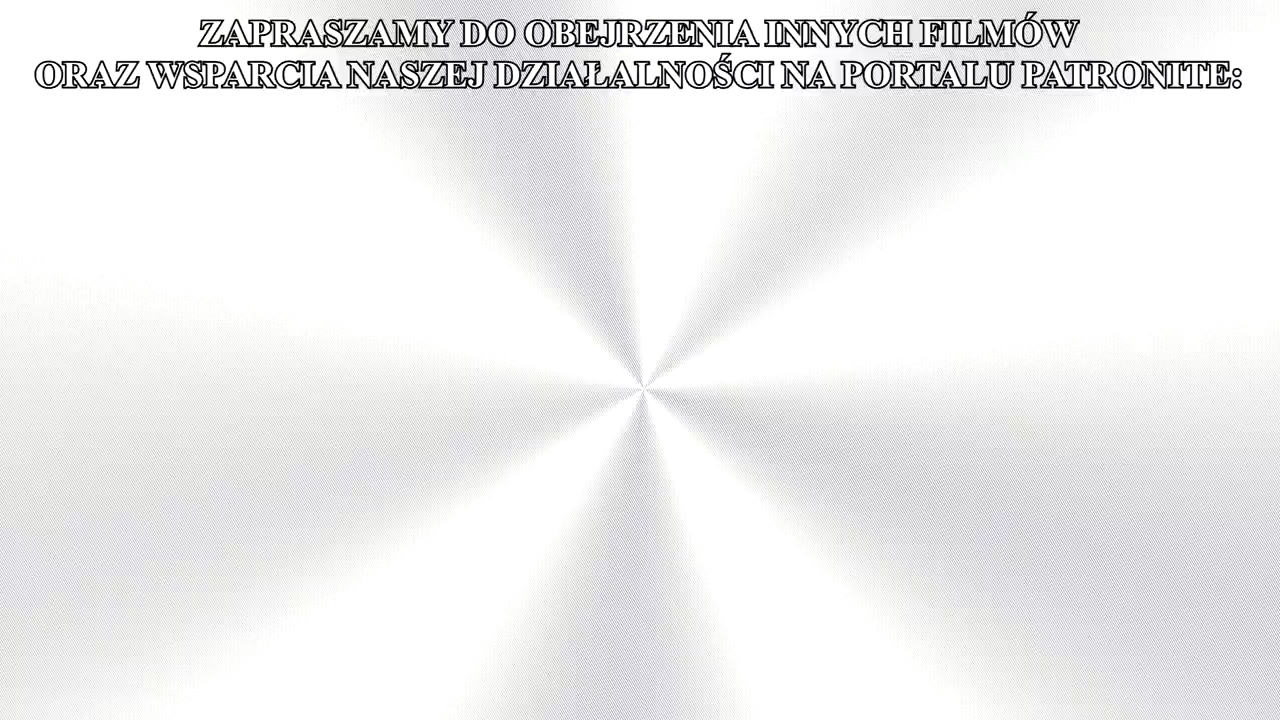 ZAPRASZAMY DO OBEJRZENIA INNYCH FILMÓW
ORAZ WSPARCIA NASZEJ DZIAŁALNOŚCI NA PORTALU PATRONITE: